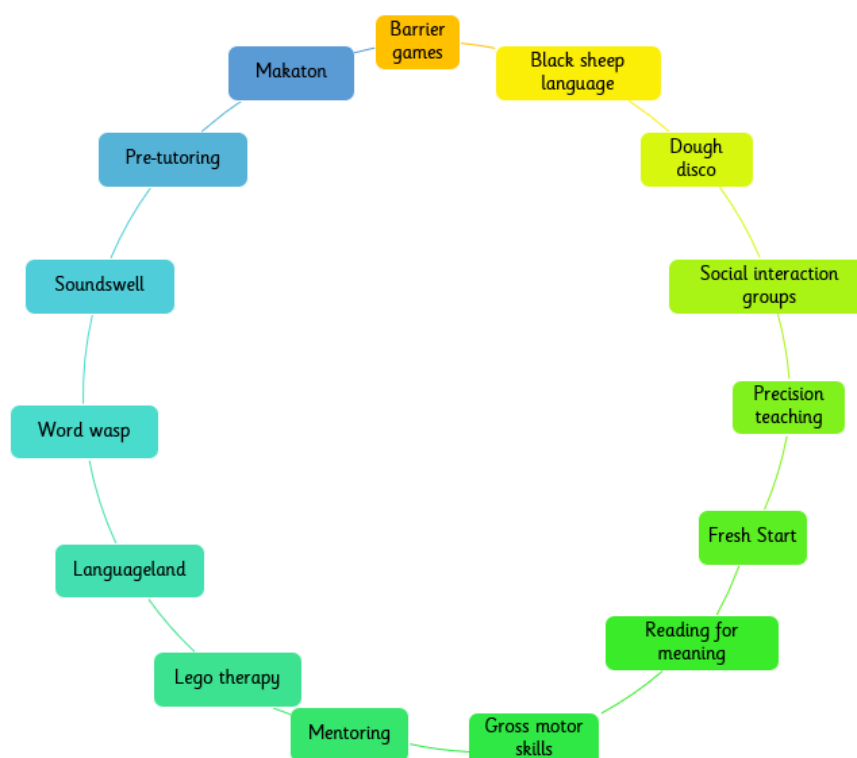 Barrier
games
Black sheep
language
Dough
disco
Social interaction
groups
Precision
teaching
Fresh Start
Reading for
meaning
Gross motor
skills
Mentoring
Lego therapy
Languageland
Word wasp
Soundswell
Pre-tutoring
Makaton